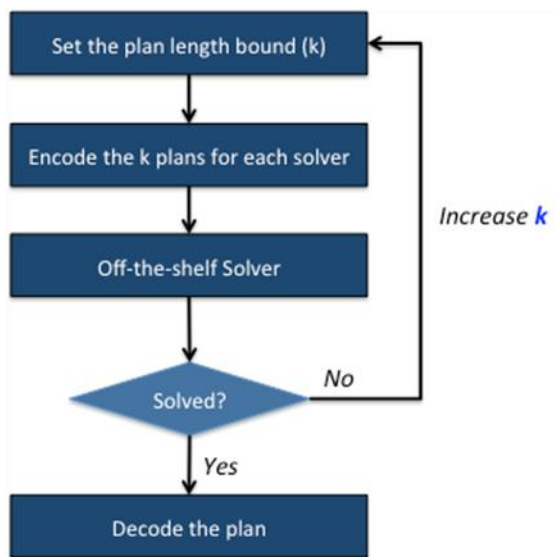 Set the plan length bound (k)
Encode the k plans for each solver
Increase k
Off-the-shelf Solver
No
Solved?
Yes
Decode the plan